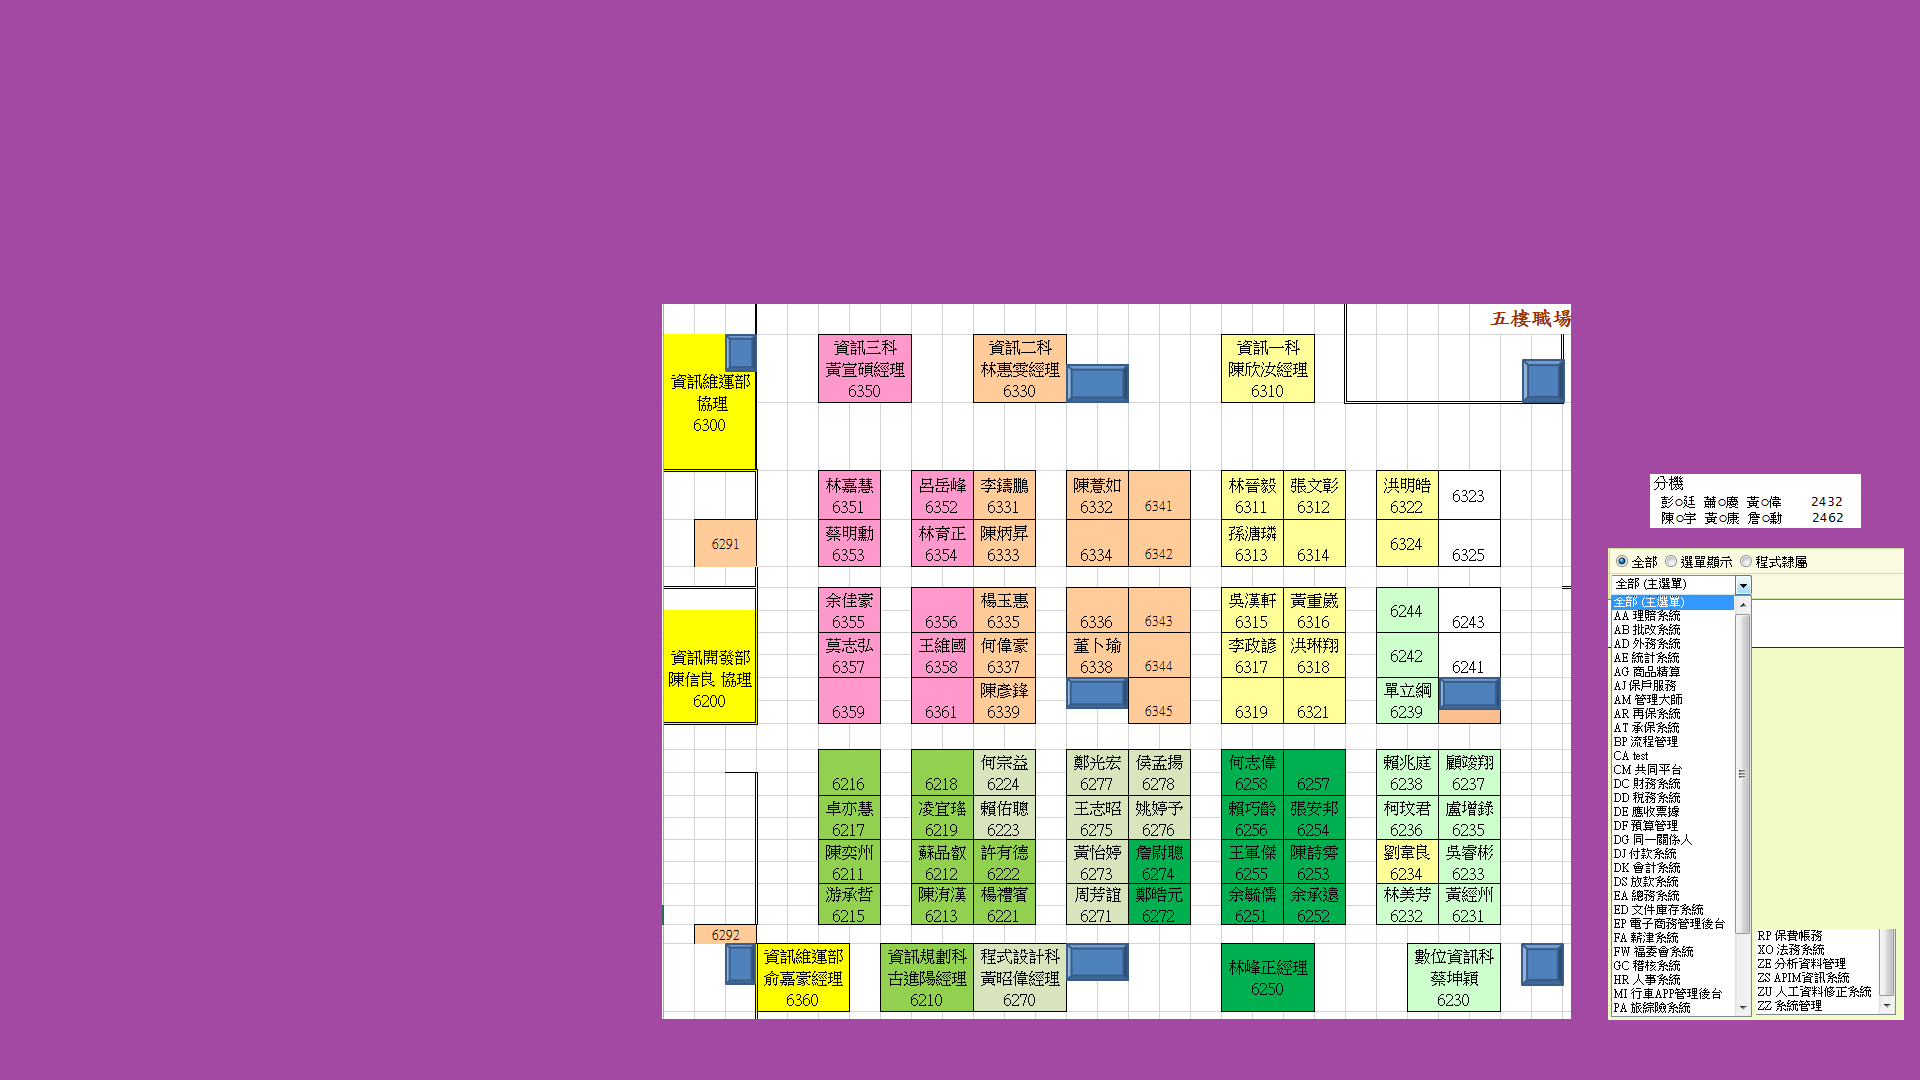 五樓職場
資訊維運部
協理
6300
資訊三科
黃宣碩經理
6350
資訊二科
林惠雯經理
6330
資訊一科
陳欣汝經理
6310
林嘉慧 呂岳峰 李鑄鵬 陳薏如 林晉毅 張文彰 洪明皓 6323
6351 6352 6331 6332 6341 6311 6312 6322
6291
蔡明勳 林育正 陳炳昇 孫溏璘 6324
6353 6354 6333 6334 6342 6313 6314 6325
余佳豪 楊玉惠 吳漢軒 黃重崴 6244
6355 6356 6335 6336 6343 6315 6316 6243
資訊開發部
陳信良 協理
6200
莫志弘 王維國 何偉豪 董卜瑜 李政諺 洪琳翔 6242
6357 6358 6337 6338 6344 6317 6318 6241
陳彥鋒 單立綱
6359 6361 6339 6345 6319 6321 6239
何宗益 鄭光宏 侯孟揚 何志偉 賴兆庭 顧竣翔
6216 6218 6224 6277 6278 6258 6257 6238 6237
卓亦慧 凌宜瑤 賴佑聰 王志昭 姚婷予 賴巧齡 張安邦 柯玟君 盧增錄
6217 6219 6223 6275 6276 6256 6254 6236 6235
陳奕州 蘇品叡 許有德 黃怡婷 詹尉聰 王軍傑 陳詩雱 劉韋良 吳睿彬
6211 6212 6222 6273 6274 6255 6253 6234 6233
游承哲 陳洧漢 楊禮賓 周芳誼 鄭皓元 余毓儒 余承遠 林美芳 黃經州
6215 6213 6221 6271 6272 6251 6252 6232 6231
6292
資訊維運部
俞嘉豪經理
6360
資訊規劃科
古進陽經理
6210
程式設計科
黃昭偉經理
6270
林峰正經理
6250
數位資訊科
蔡坤穎
6230
分機
彭○廷 蕭○慶 黃○偉 2432
陳○宇 黃○康 詹○勳 2462
全部 選單顯示 程式隸屬
全部 (主選單)
全部 (主選單)
AA 理賠系統
AB 批改系統
AD 外務系統
AE 統計系統
AG 商品精算
AJ 保戶服務
AM 管理大師
AR 再保系統
AT 承保系統
BP 流程管理
CA test
CM 共同平台
DC 財務系統
DD 稅務系統
DE 應收票據
DF 預算管理
DG 同一關係人
DJ 付款系統
DK 會計系統
DS 放款系統
EA 總務系統
ED 文件庫存系統
EP 電子商務管理後台
FA 薪津系統
FW 福委會系統
GC 稽核系統
HR 人事系統
MI 行車APP管理後台
PA 旅綜險系統
RP 保費帳務
XO 法務系統
ZE 分析資料管理
ZS APIM資訊系統
ZU 人工資料修正系統
ZZ 系統管理